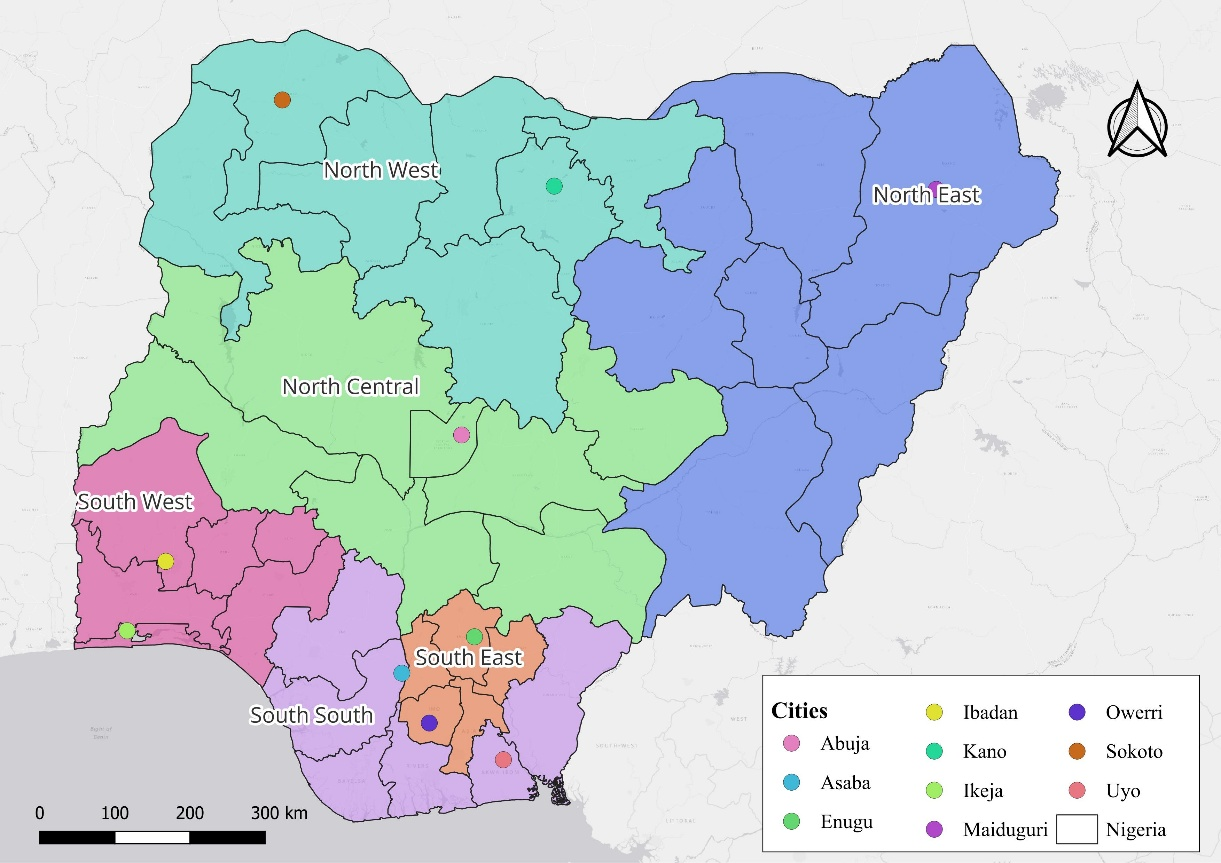 North West
North East
North Central
South West
South East
South South
Cities
Abuja
Asaba
Enugu
Ibadan
Kano
Ikeja
Maiduguri
Owerri
Sokoto
Uyo
Nigeria
0 100 200 300 km